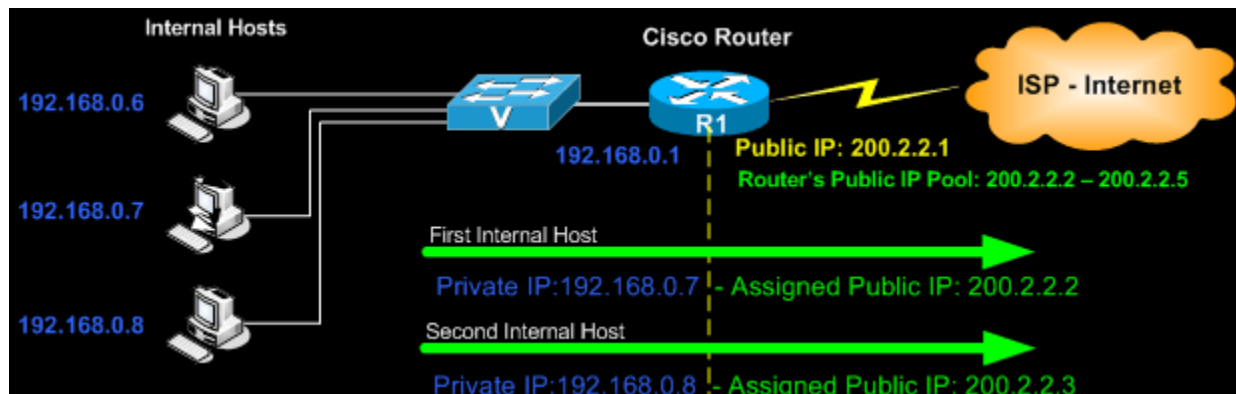 Internal Hosts
Cisco Router
192.168.0.6
ISP - Internet
V
R1
192.168.0.1
Public IP: 200.2.2.1
Router's Public IP Pool: 200.2.2.2 – 200.2.2.5
192.168.0.7
First Internal Host
Private IP:192.168.0.7 - Assigned Public IP: 200.2.2.2
192.168.0.8
Second Internal Host
Private IP:192.168.0.8 - Assigned Public IP: 200.2.2.3